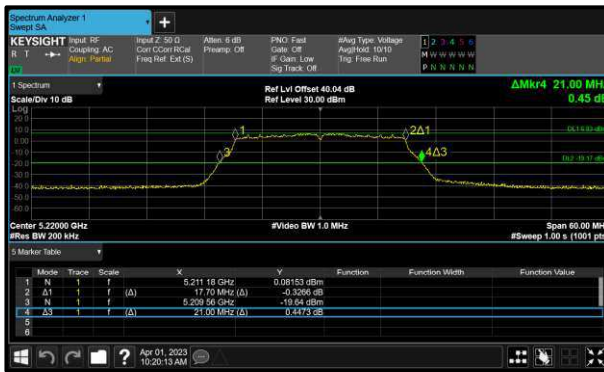 Spectrum Analyzer 1
Swept SA
KEYSIGHT
R T
Input: RF
Coupling: AC
Align: Partial
Input Z: 50 Ω
Corr CCorr RCal
Freq Ref: Ext (S)
Atten: 6 dB
Preamp: Off
PNO: Fast
Gate: Off
IF Gain: Low
Sig Track: Off
#Avg Type: Voltage
Avg|Hold: 10/10
Trig: Free Run
1 2 3 4 5 6
M W W W W W
P N N N N N
1 Spectrum
Scale/Div 10 dB
Ref Lvl Offset 40.04 dB
Ref Level 30.00 dBm
ΔMkr4 21.00 MHz
0.45 dB
Log
20.0
10.0
0.00
-10.0
-20.0
-30.0
-40.0
-50.0
-60.0
1
2Δ1
3
4Δ3
DL2 -19.17 dBm
Center 5.22000 GHz
#Res BW 200 kHz
#Video BW 1.0 MHz
Span 60.00 MHz
#Sweep 1.00 s (1001 pts)
5 Marker Table
Mode Trace Scale X Y Function Function Width Function Value
1 N 1 f 5.211 18 GHz 0.08153 dBm
2 Δ1 1 f (Δ) 17.70 MHz (Δ) -0.3266 dB
3 N 1 f 5.209 56 GHz -19.64 dBm
4 Δ3 1 f (Δ) 21.00 MHz (Δ) 0.4473 dB
5
6
?
Apr 01, 2023
10:20:13 AM